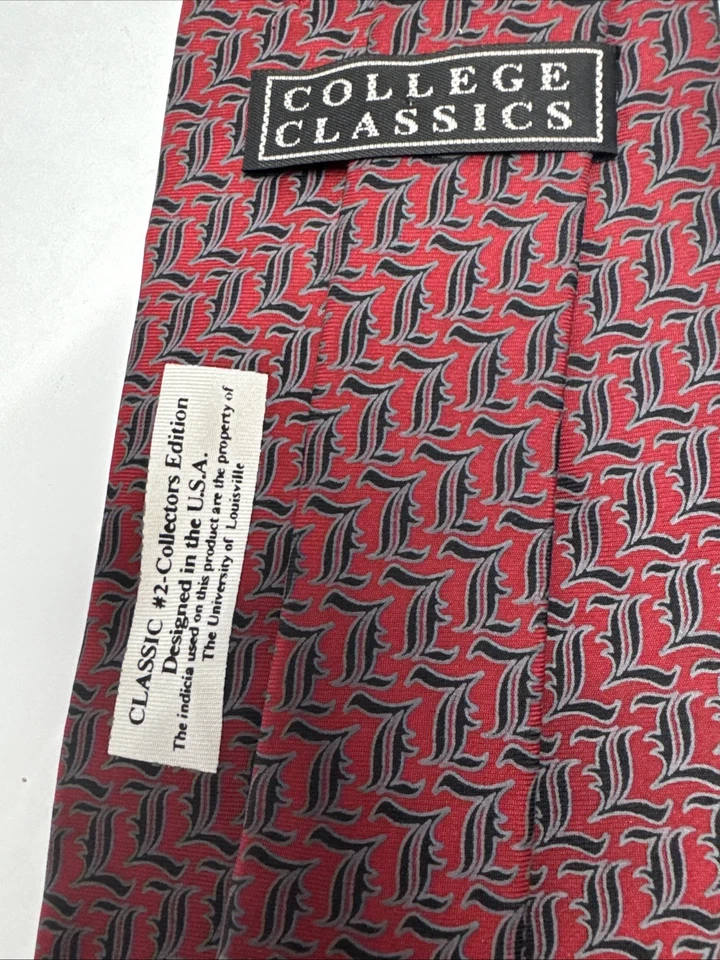 COLLEGE
CLASSICS
CLASSIC #2-Collectors Edition
Designed in the U.S.A.
The indicia used on this product are the property of
The University of Louisville